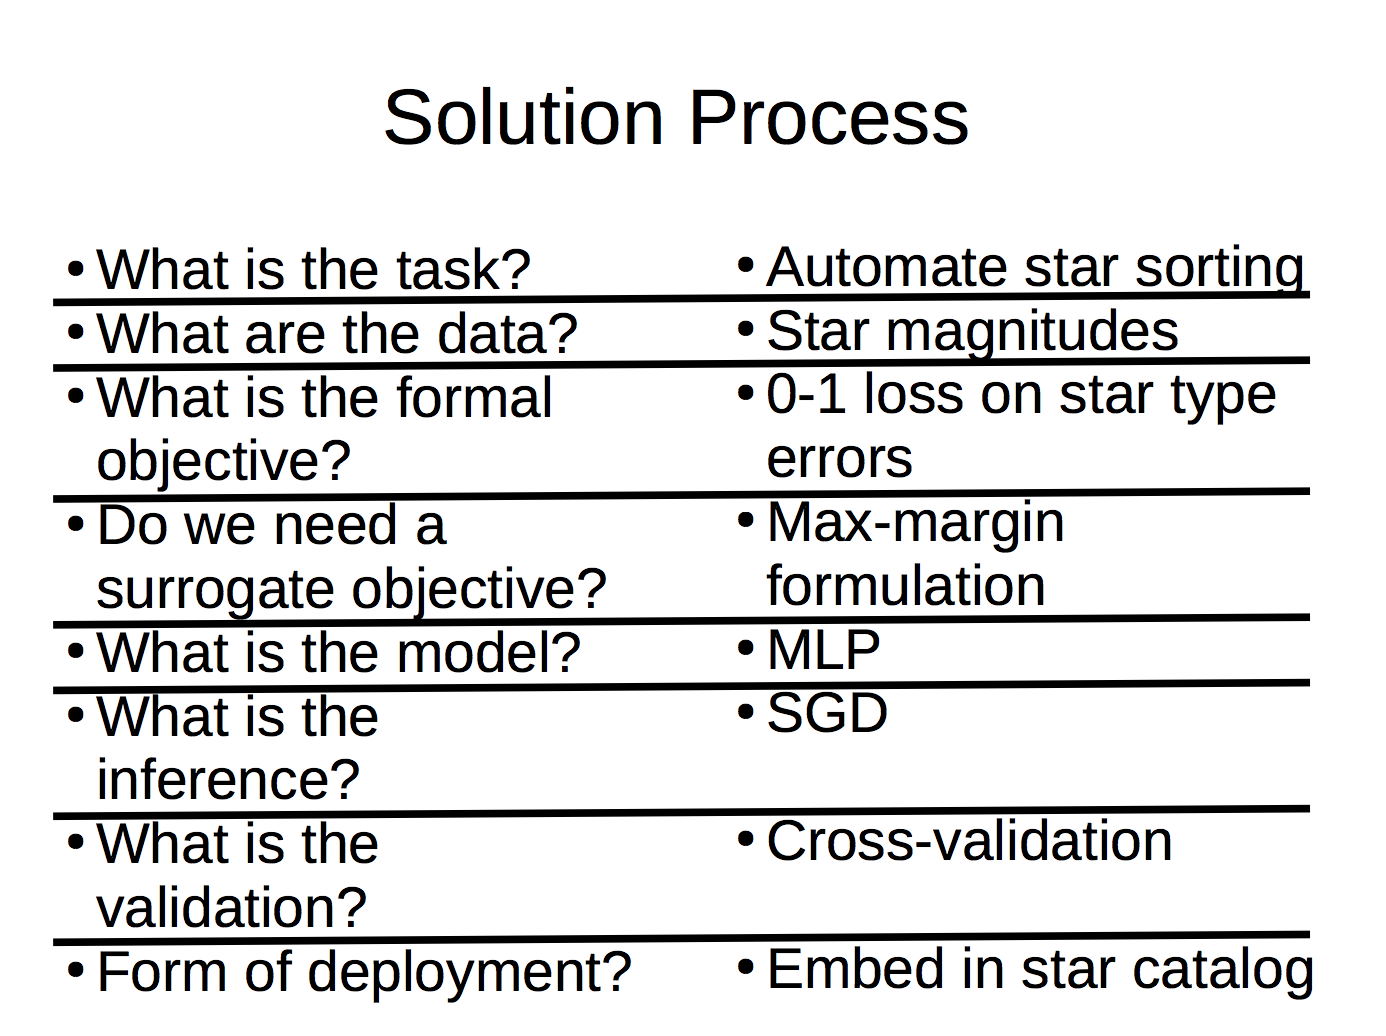 Solution Process
• What is the task?
• Automate star sorting
• What are the data?
• Star magnitudes
• What is the formal
objective?
• 0-1 loss on star type
errors
• Do we need a
surrogate objective?
• Max-margin
formulation
• What is the model?
• MLP
• What is the
inference?
• SGD
• What is the
validation?
• Cross-validation
• Form of deployment?
• Embed in star catalog